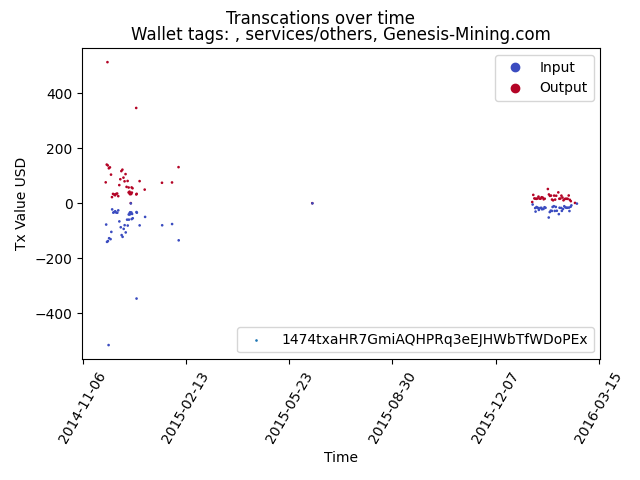 Transcations over time
Wallet tags: , services/others, Genesis-Mining.com
Input
Output
Tx Value USD
400
200
0
−200
−400
1474txaHR7GmiAQHPRq3eEJHWbTfWDoPEx
2014-11-06
2015-02-13
2015-05-23
2015-08-30
2015-12-07
2016-03-15
Time